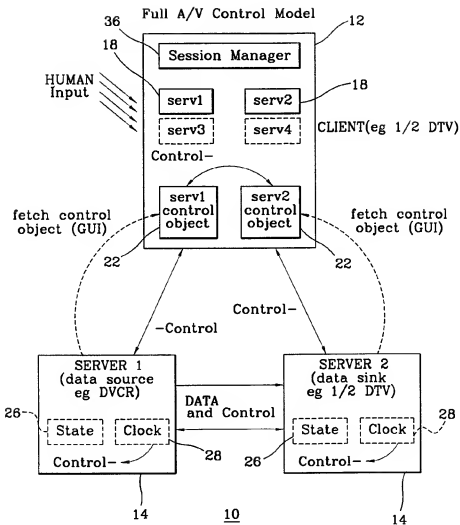 Full A/V Control Model
36
12
Session Manager
18
18
HUMAN
Input
serv1
serv2
serv3
serv4
CLIENT(eg 1/2 DTV)
Control-
serv1
control
object
serv2
control
object
fetch control
object (GUI)
fetch control
object (GUI)
22
22
Control-
-Control
SERVER 1
(data source
eg DVCR)
SERVER 2
(data sink
eg 1/2 DTV)
DATA
and Control
26
State
Clock
28
Control-
26
State
Clock
28
Control-
14
10
14